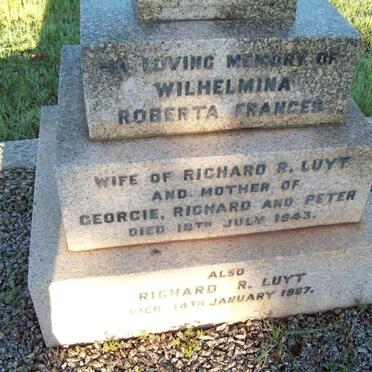 IN LOVING MEMORY OF
WILHELMINA
ROBERTA FRANCES
WIFE OF RICHARD R. LUYT
AND MOTHER OF
GEORGIE, RICHARD AND PETER
DIED 18TH JULY 1943.
ALSO
RICHARD R. LUYT
DIED 14TH JANUARY 1967.